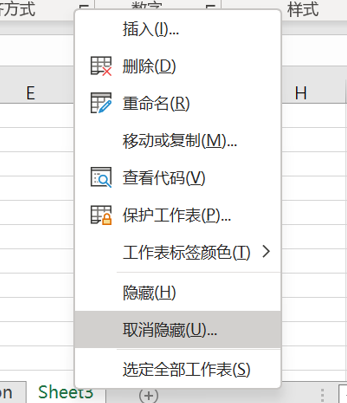 齐方式 数字 样式
插入(I)...
删除(D)
E 重命名(R) H
移动或复制(M)...
查看代码(V)
保护工作表(P)...
工作表标签颜色(T)
隐藏(H)
取消隐藏(U)...
选定全部工作表(S)
on Sheet3